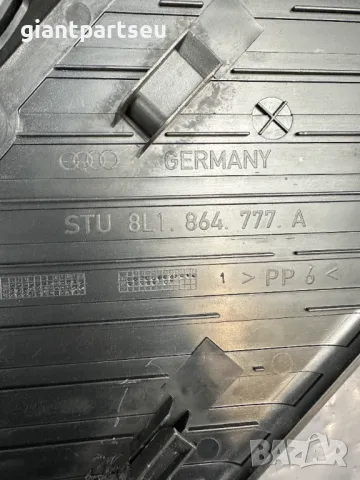 giantpartseu
GERMANY
STU 8L1. 864. 777. A
1 > PP 6 <
BAZAR